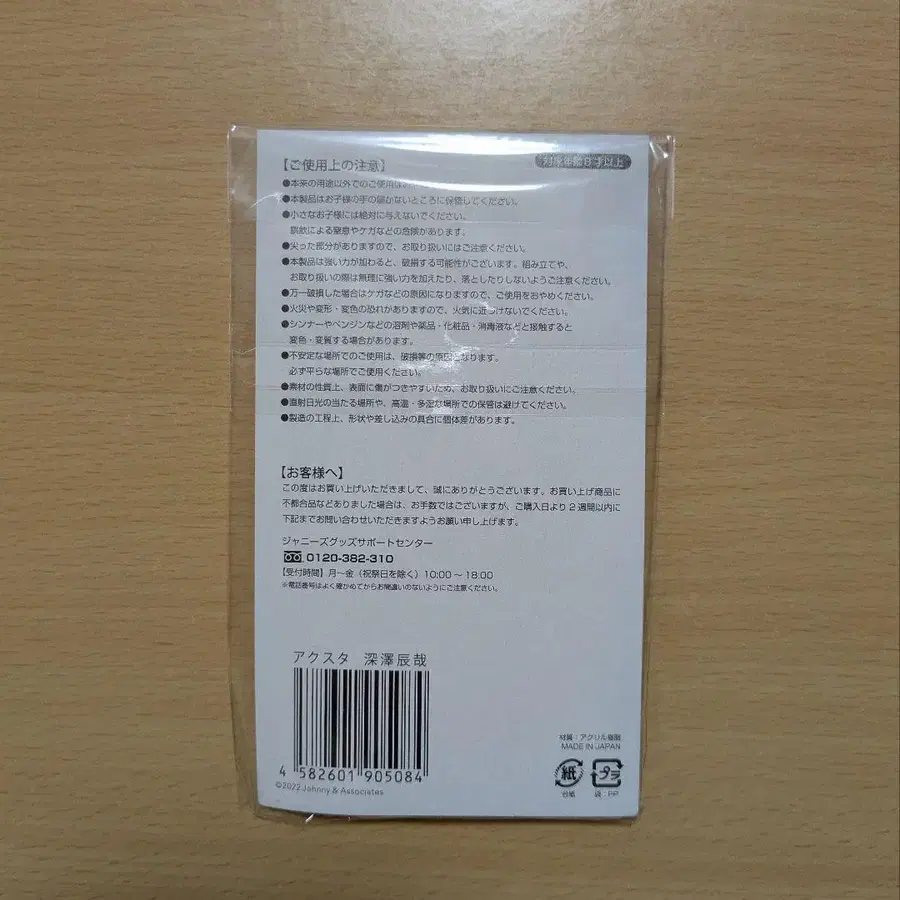 【ご使用上の注意】
対象年齢8才以上
●本来の用途以外でのご使用は
●本製品はお子様の手の届かないところに保管してください。
●小さなお子様には絶対に与えないでください。
誤飲による窒息やケガなどの危険があります。
●尖った部分がありますので、お取り扱いにはご注意ください。
●本製品は強い力が加わると、破損する可能性がございます。組み立てや、
お取り扱いの際は無理に強い力を加えたり、落としたりしないようご注意ください。
●万一破損した場合はケガなどの原因になりますので、ご使用をおやめください。
●火災や変形・変色の恐れがありますので、火気に近づけないでください。
●シンナーやベンジンなどの溶剤や薬品・化粧品・消毒液などと接触すると
変色・変質する場合があります。
●不安定な場所でのご使用は、破損等の原因となります。
必ず平らな場所でご使用ください。
●素材の性質上、表面に傷がつきやすいため、お取り扱いにご注意ください。
●直射日光の当たる場所や、高温・多湿な場所での保管は避けてください。
●製造の工程上、形状や差し込みの具合に個体差があります。
【お客様へ】
この度はお買い上げいただきまして、誠にありがとうございます。お買い上げ商品に
不都合品などありました場合は、お手数ではございますが、ご購入日より2週間以内に
下記までお問い合わせいただきますようお願い申し上げます。
ジャニーズグッズサポートセンター
0120-382-310
【受付時間】月〜金（祝祭日を除く）10:00〜18:00
※電話番号はよく確かめてからお間違いのないようにご注意ください。
アクスタ 深澤辰哉
4 582601 905084
©2022 Johnny & Associates
材質：アクリル樹脂
MADE IN JAPAN
紙 プラ
台紙 袋：PP